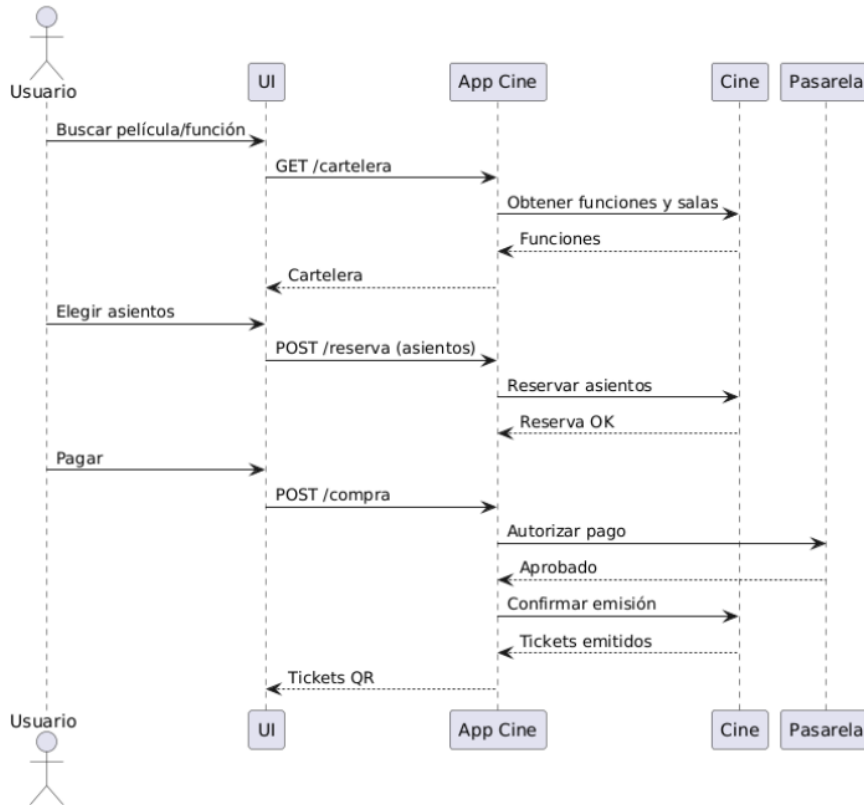 Usuario
UI
App Cine
Cine
Pasarela
Buscar película/función
GET /cartelera
Obtener funciones y salas
Funciones
Cartelera
Elegir asientos
POST /reserva (asientos)
Reservar asientos
Reserva OK
Pagar
POST /compra
Autorizar pago
Aprobado
Confirmar emisión
Tickets emitidos
Tickets QR
Usuario
UI
App Cine
Cine
Pasarela